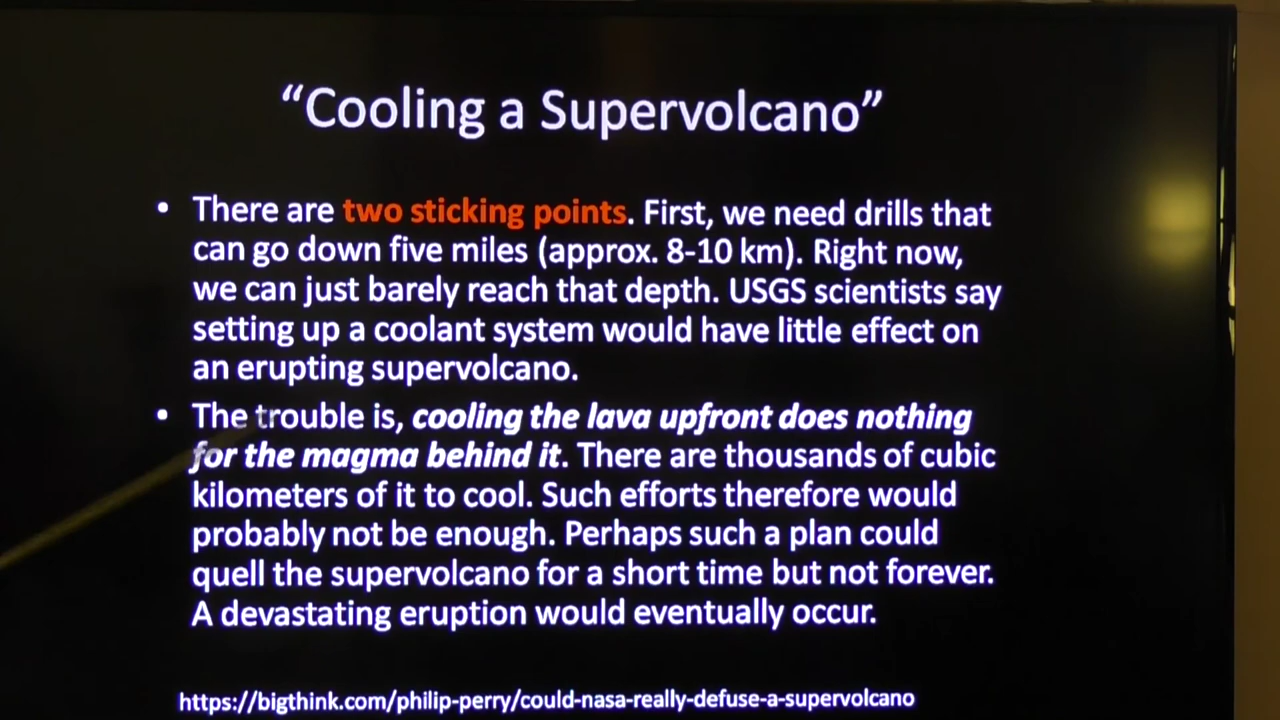 “Cooling a Supervolcano”
• There are two sticking points. First, we need drills that
can go down five miles (approx. 8-10 km). Right now,
we can just barely reach that depth. USGS scientists say
setting up a coolant system would have little effect on
an erupting supervolcano.
• The trouble is, cooling the lava upfront does nothing
for the magma behind it. There are thousands of cubic
kilometers of it to cool. Such efforts therefore would
probably not be enough. Perhaps such a plan could
quell the supervolcano for a short time but not forever.
A devastating eruption would eventually occur.
https://bigthink.com/philip-perry/could-nasa-really-defuse-a-supervolcano